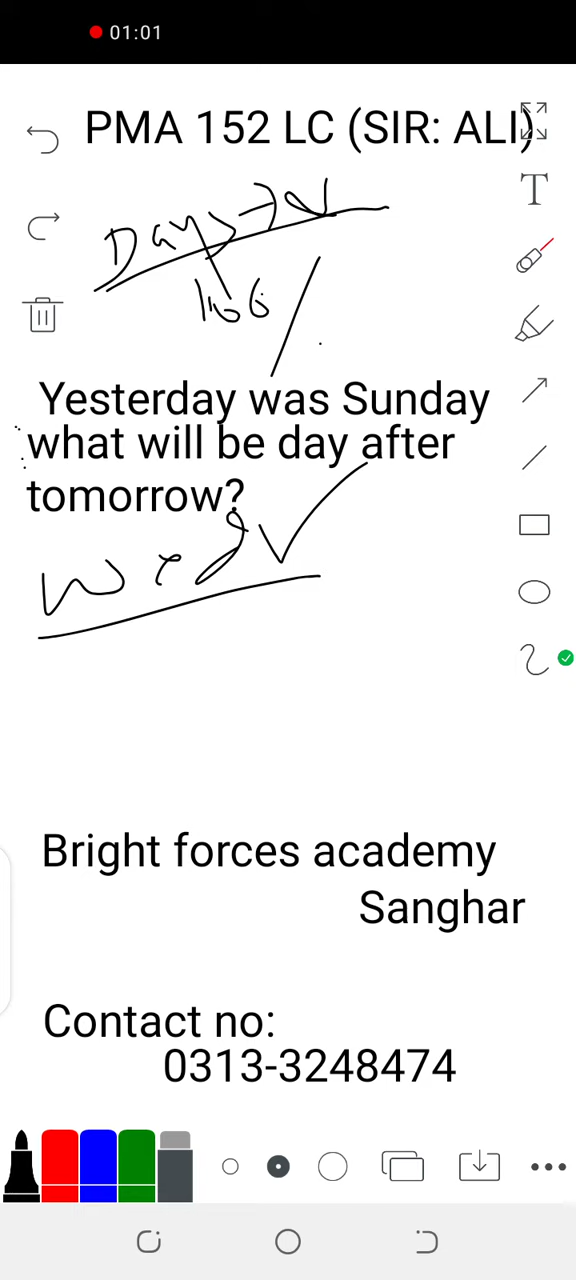 01:01
PMA 152 LC (SIR: ALI)
Days
T
Yesterday was Sunday
what will be day after
tomorrow?
Wed
Bright forces academy
Sanghar
Contact no:
0313-3248474